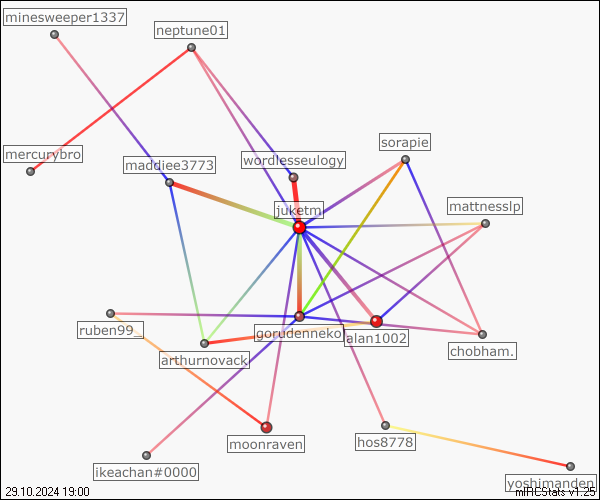 minesweeper1337
neptune01
mercurybro
maddiee3773
wordlesseulogy
sorapie
juketm
mattnesslp
ruben99_
arthurnovack
gorudenneko.
alan1002
chobham.
moonraven
hos8778
ikeachan#0000
yoshimanden
29.10.2024 19:00
mIRCStats v1.25